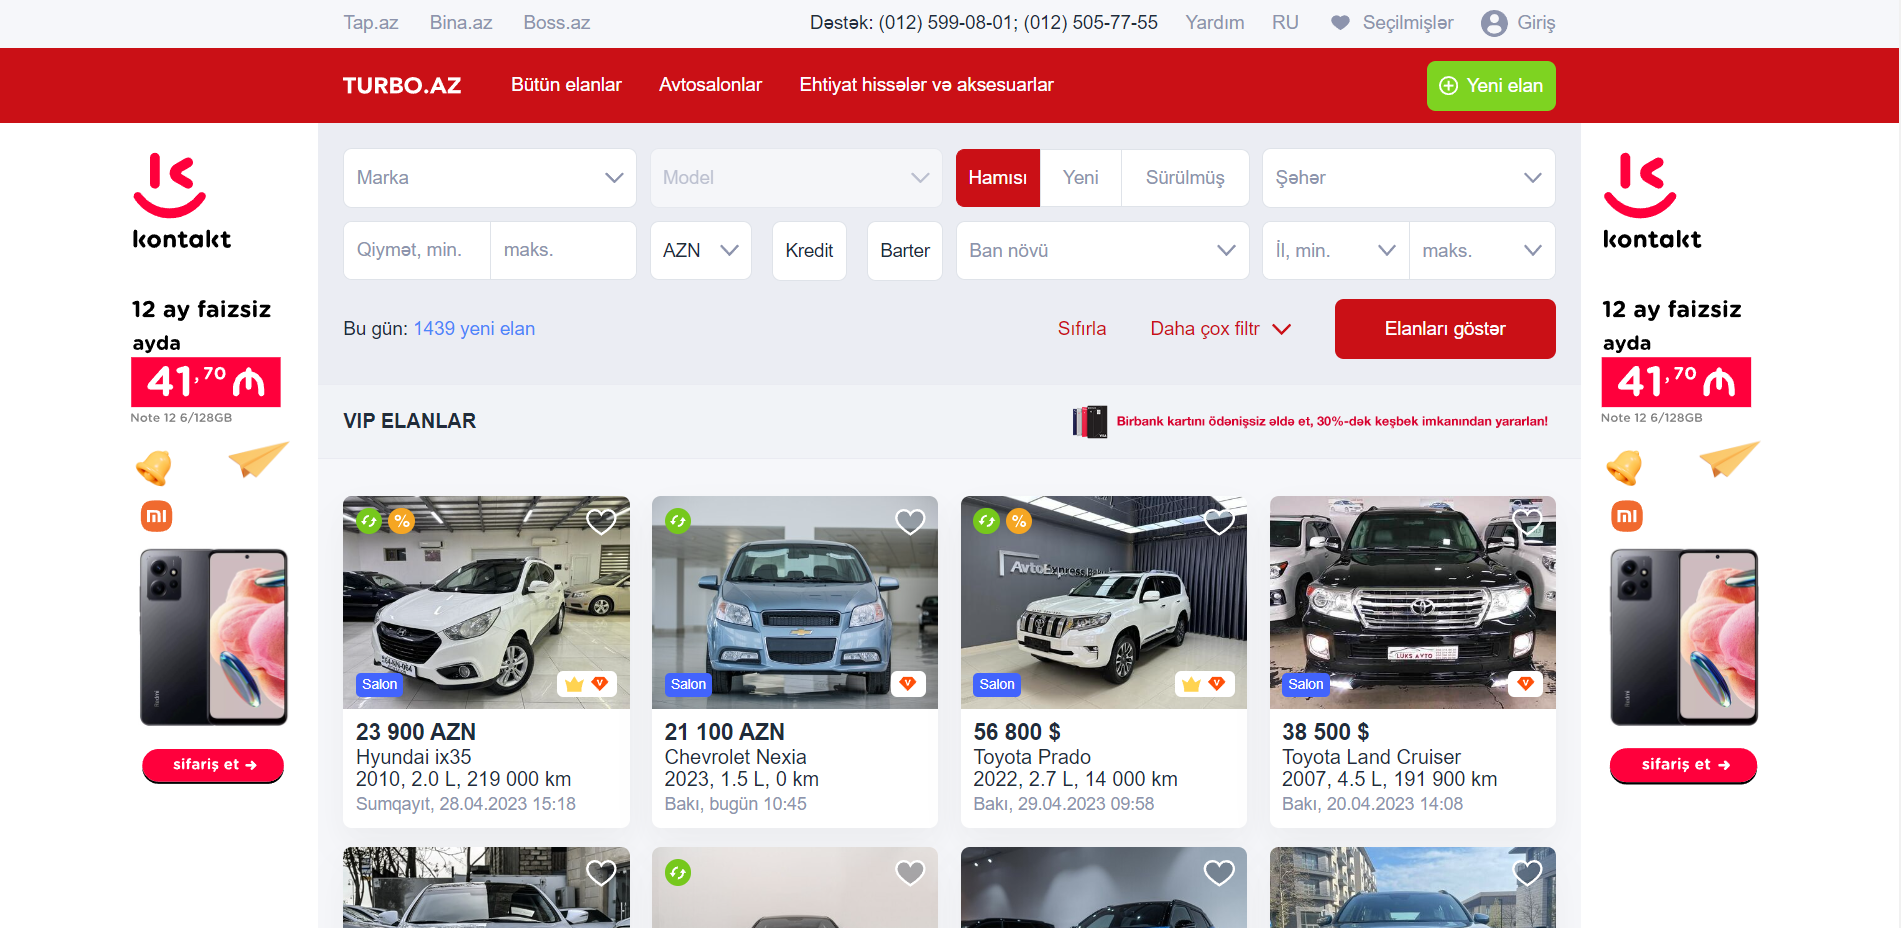 Tap.az Bina.az Boss.az Dəstək: (012) 599-08-01; (012) 505-77-55 Yardım RU Seçilmişlər Giriş
TURBO.AZ Bütün elanlar Avtosalonlar Ehtiyat hissələr və aksesuarlar Yeni elan
Marka Model Hamısı Yeni Sürülmüş Şəhər
Qiymət, min. maks. AZN Kredit Barter Ban növü İl, min. maks.
Bu gün: 1439 yeni elan Sıfırla Daha çox filtr Elanları göstər
kontakt
12 ay faizsiz
ayda
41,70 ₼
Note 12 6/128GB
mi
Redmi
sifariş et →
VIP ELANLAR
Birbank kartını ödənişsiz əldə et, 30%-dək keşbek imkanından yararlan!
%
Salon
V
23 900 AZN
Hyundai ix35
2010, 2.0 L, 219 000 km
Sumqayıt, 28.04.2023 15:18
Salon
V
21 100 AZN
Chevrolet Nexia
2023, 1.5 L, 0 km
Bakı, bugün 10:45
%
AvtoExpress
Salon
V
56 800 $
Toyota Prado
2022, 2.7 L, 14 000 km
Bakı, 29.04.2023 09:58
LUKS AVTO
Salon
V
38 500 $
Toyota Land Cruiser
2007, 4.5 L, 191 900 km
Bakı, 20.04.2023 14:08
kontakt
12 ay faizsiz
ayda
41,70 ₼
Note 12 6/128GB
mi
Redmi
sifariş et →